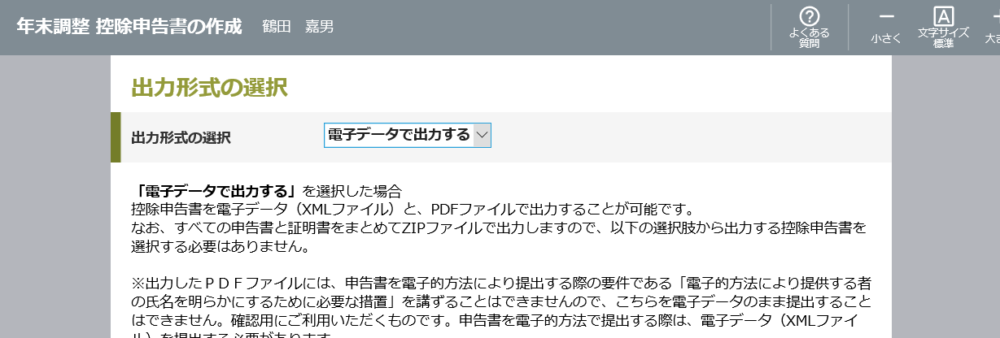 年末調整 控除申告書の作成 鶴田 嘉男
よくある
質問
小さく
文字サイズ
標準
出力形式の選択
出力形式の選択
電子データで出力する
「電子データで出力する」を選択した場合
控除申告書を電子データ（XMLファイル）と、PDFファイルで出力することが可能です。
なお、すべての申告書と証明書をまとめてZIPファイルで出力しますので、以下の選択肢から出力する控除申告書を
選択する必要はありません。
※出力したＰＤＦファイルには、申告書を電子的方法により提出する際の要件である「電子的方法により提供する者
の氏名を明らかにするために必要な措置」を講ずることはできませんので、こちらを電子データのまま提出すること
はできません。確認用にご利用いただくものです。申告書を電子的方法で提出する際は、電子データ（XMLファイ